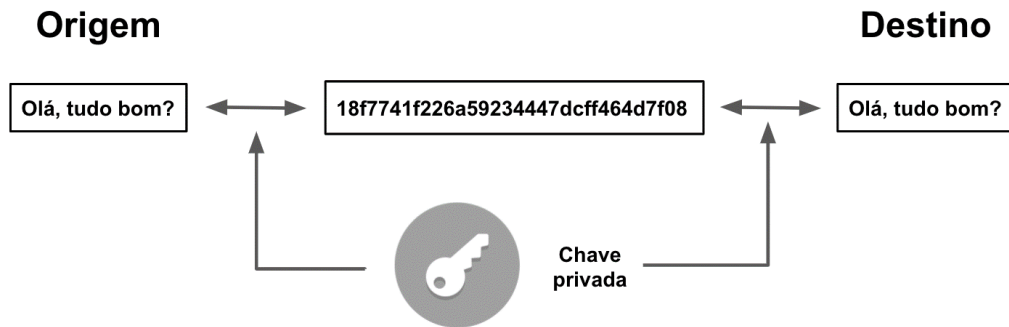 Origem
Destino
Olá, tudo bom?
18f7741f226a59234447dcff464d7f08
Olá, tudo bom?
Chave
privada